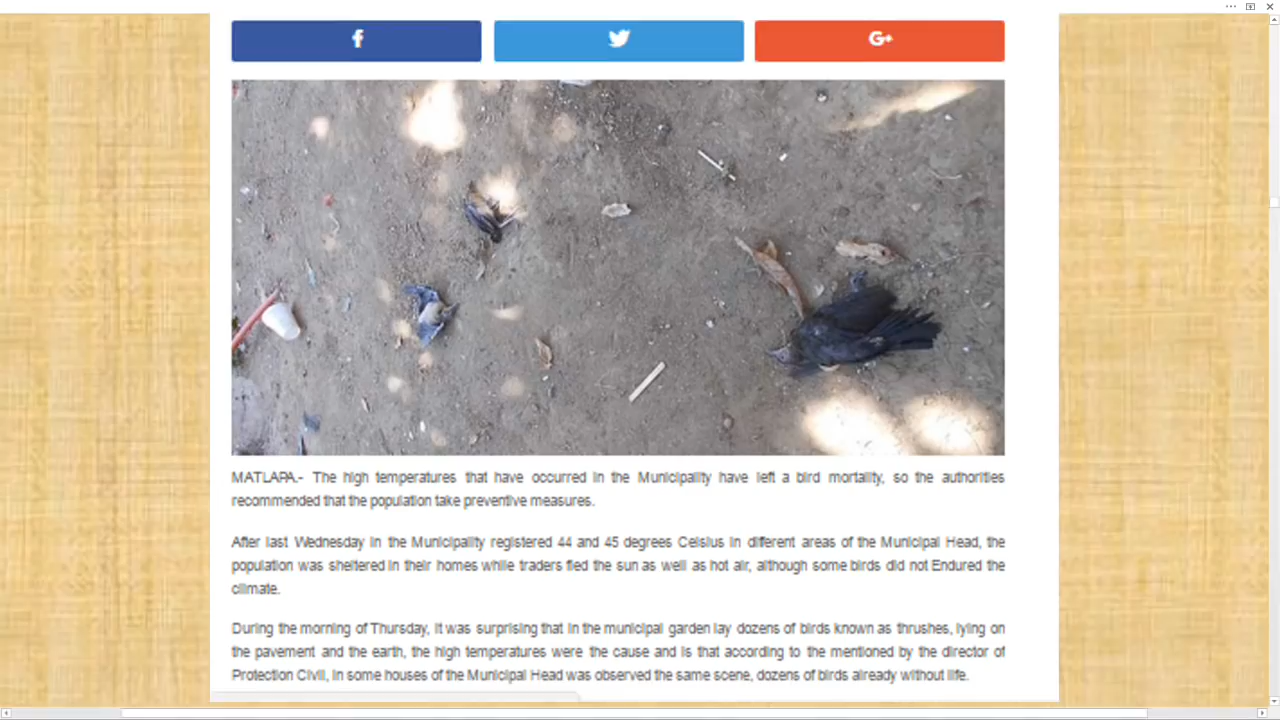 MATLAPA.- The high temperatures that have occurred in the Municipality have left a bird mortality, so the authorities
recommended that the population take preventive measures.
After last Wednesday in the Municipality registered 44 and 45 degrees Celsius in different areas of the Municipal Head, the
population was sheltered in their homes while traders fled the sun as well as hot air, although some birds did not Endured the
climate.
During the morning of Thursday, it was surprising that in the municipal garden lay dozens of birds known as thrushes, lying on
the pavement and the earth, the high temperatures were the cause and is that according to the mentioned by the director of
Protection Civil, in some houses of the Municipal Head was observed the same scene, dozens of birds already without life.